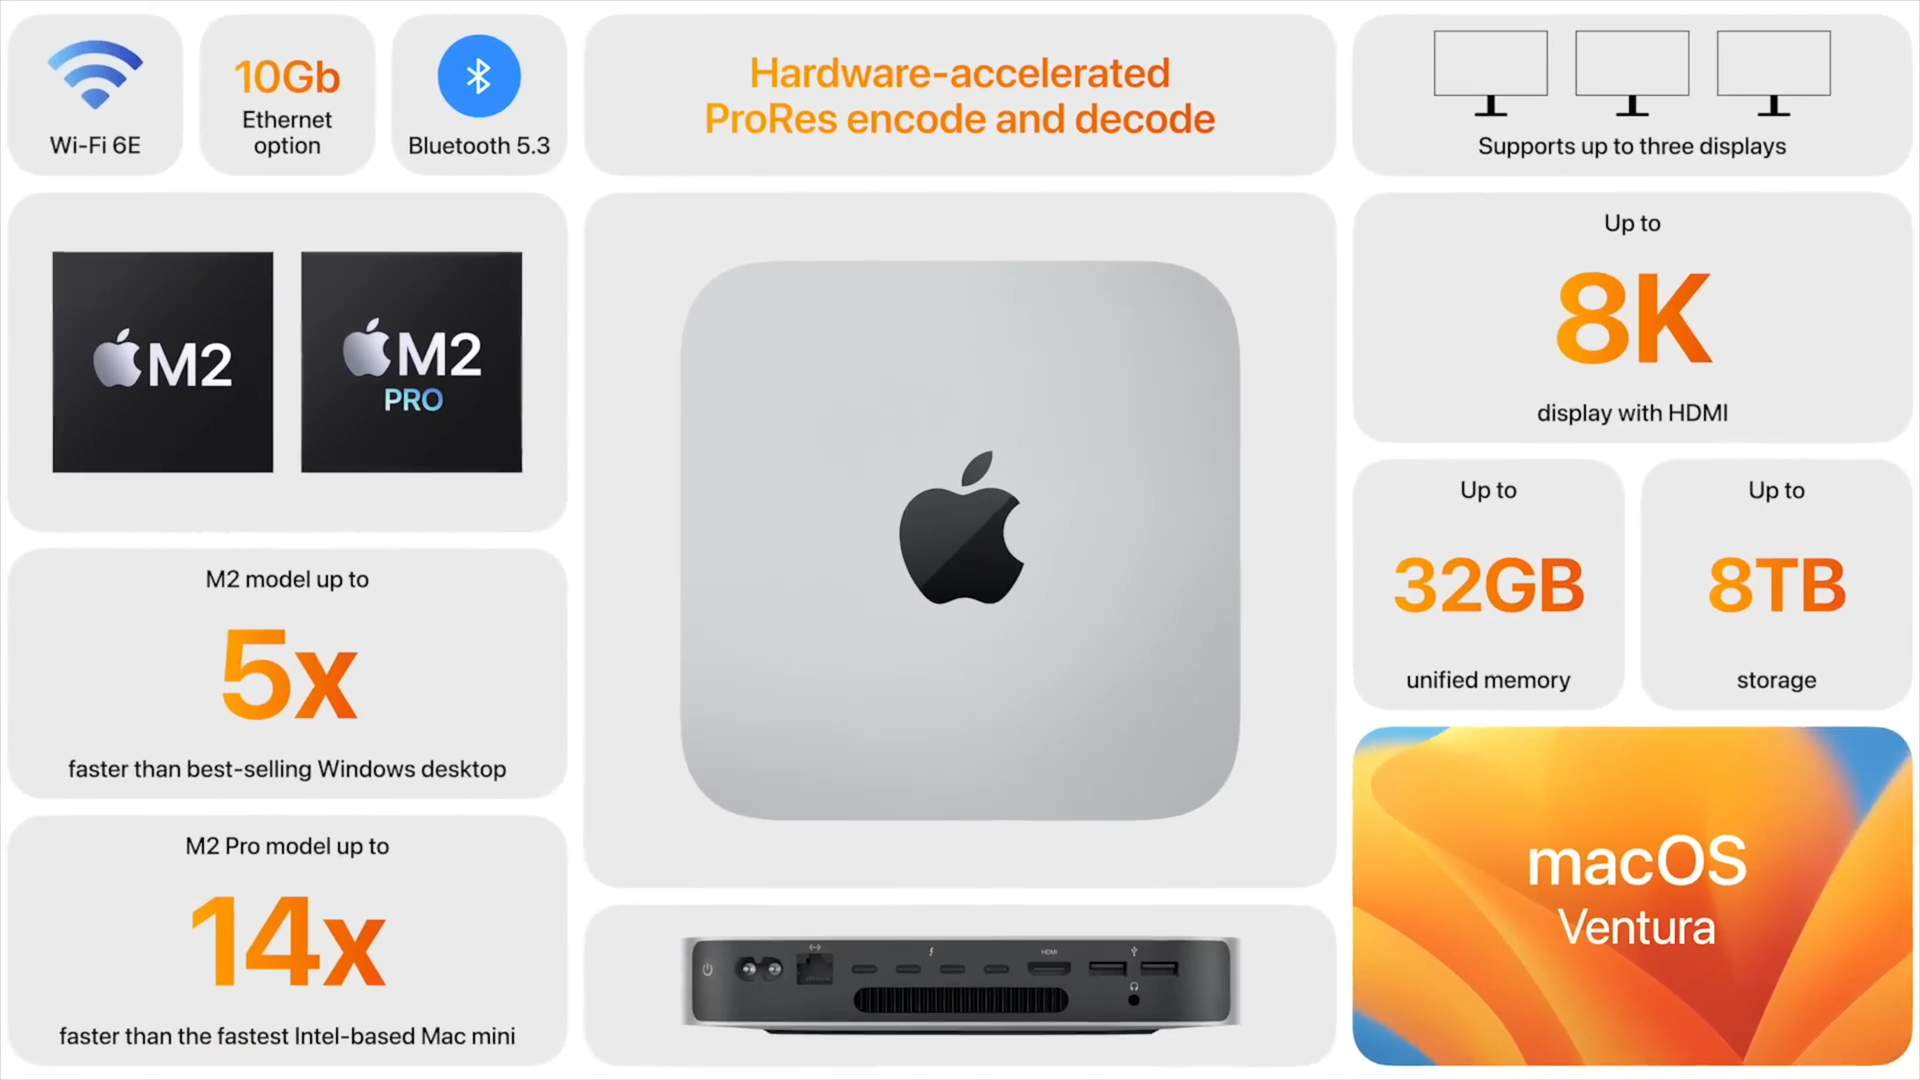 Wi-Fi 6E
10Gb
Ethernet
option
Bluetooth 5.3
Hardware-accelerated
ProRes encode and decode
Supports up to three displays
M2
M2
PRO
Up to
8K
display with HDMI
M2 model up to
5x
faster than best-selling Windows desktop
Up to
32GB
unified memory
Up to
8TB
storage
M2 Pro model up to
14x
faster than the fastest Intel-based Mac mini
HDMI
macOS
Ventura